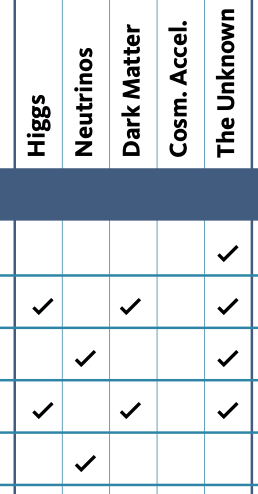 Higgs
Neutrinos
Dark Matter
Cosm. Accel.
The Unknown
✓
✓ ✓ ✓
✓ ✓
✓ ✓ ✓
✓